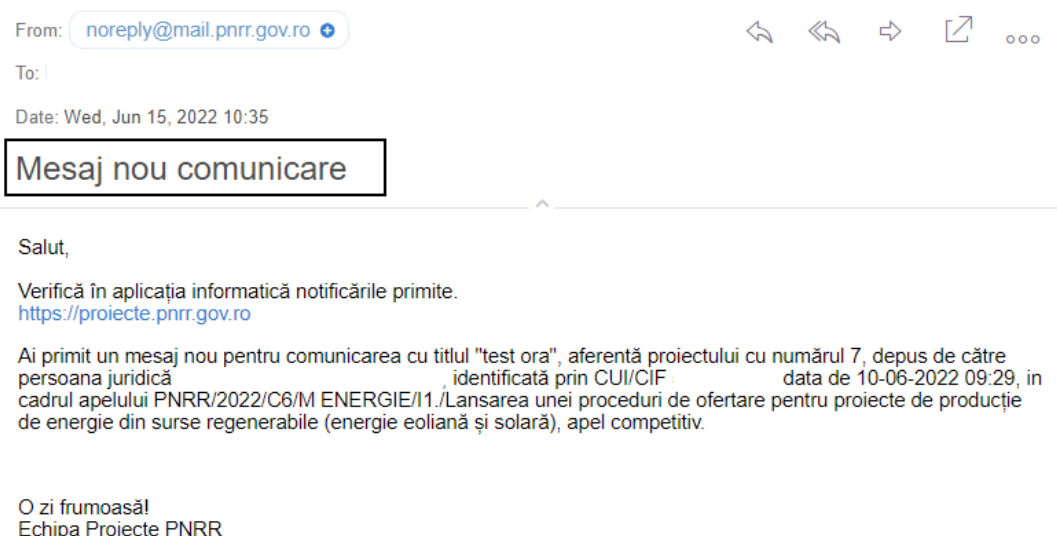 From: noreply@mail.pnrr.gov.ro
To:
Date: Wed, Jun 15, 2022 10:35
Mesaj nou comunicare
Salut,
Verifică în aplicația informatică notificările primite.
https://proiecte.pnrr.gov.ro
Ai primit un mesaj nou pentru comunicarea cu titlul "test ora", aferentă proiectului cu numărul 7, depus de către
persoana juridică , identificată prin CUI/CIF data de 10-06-2022 09:29, in
cadrul apelului PNRR/2022/C6/M ENERGIE/I1./Lansarea unei proceduri de ofertare pentru proiecte de producție
de energie din surse regenerabile (energie eoliană și solară), apel competitiv.
O zi frumoasă!
Echipa Proiecte PNRR